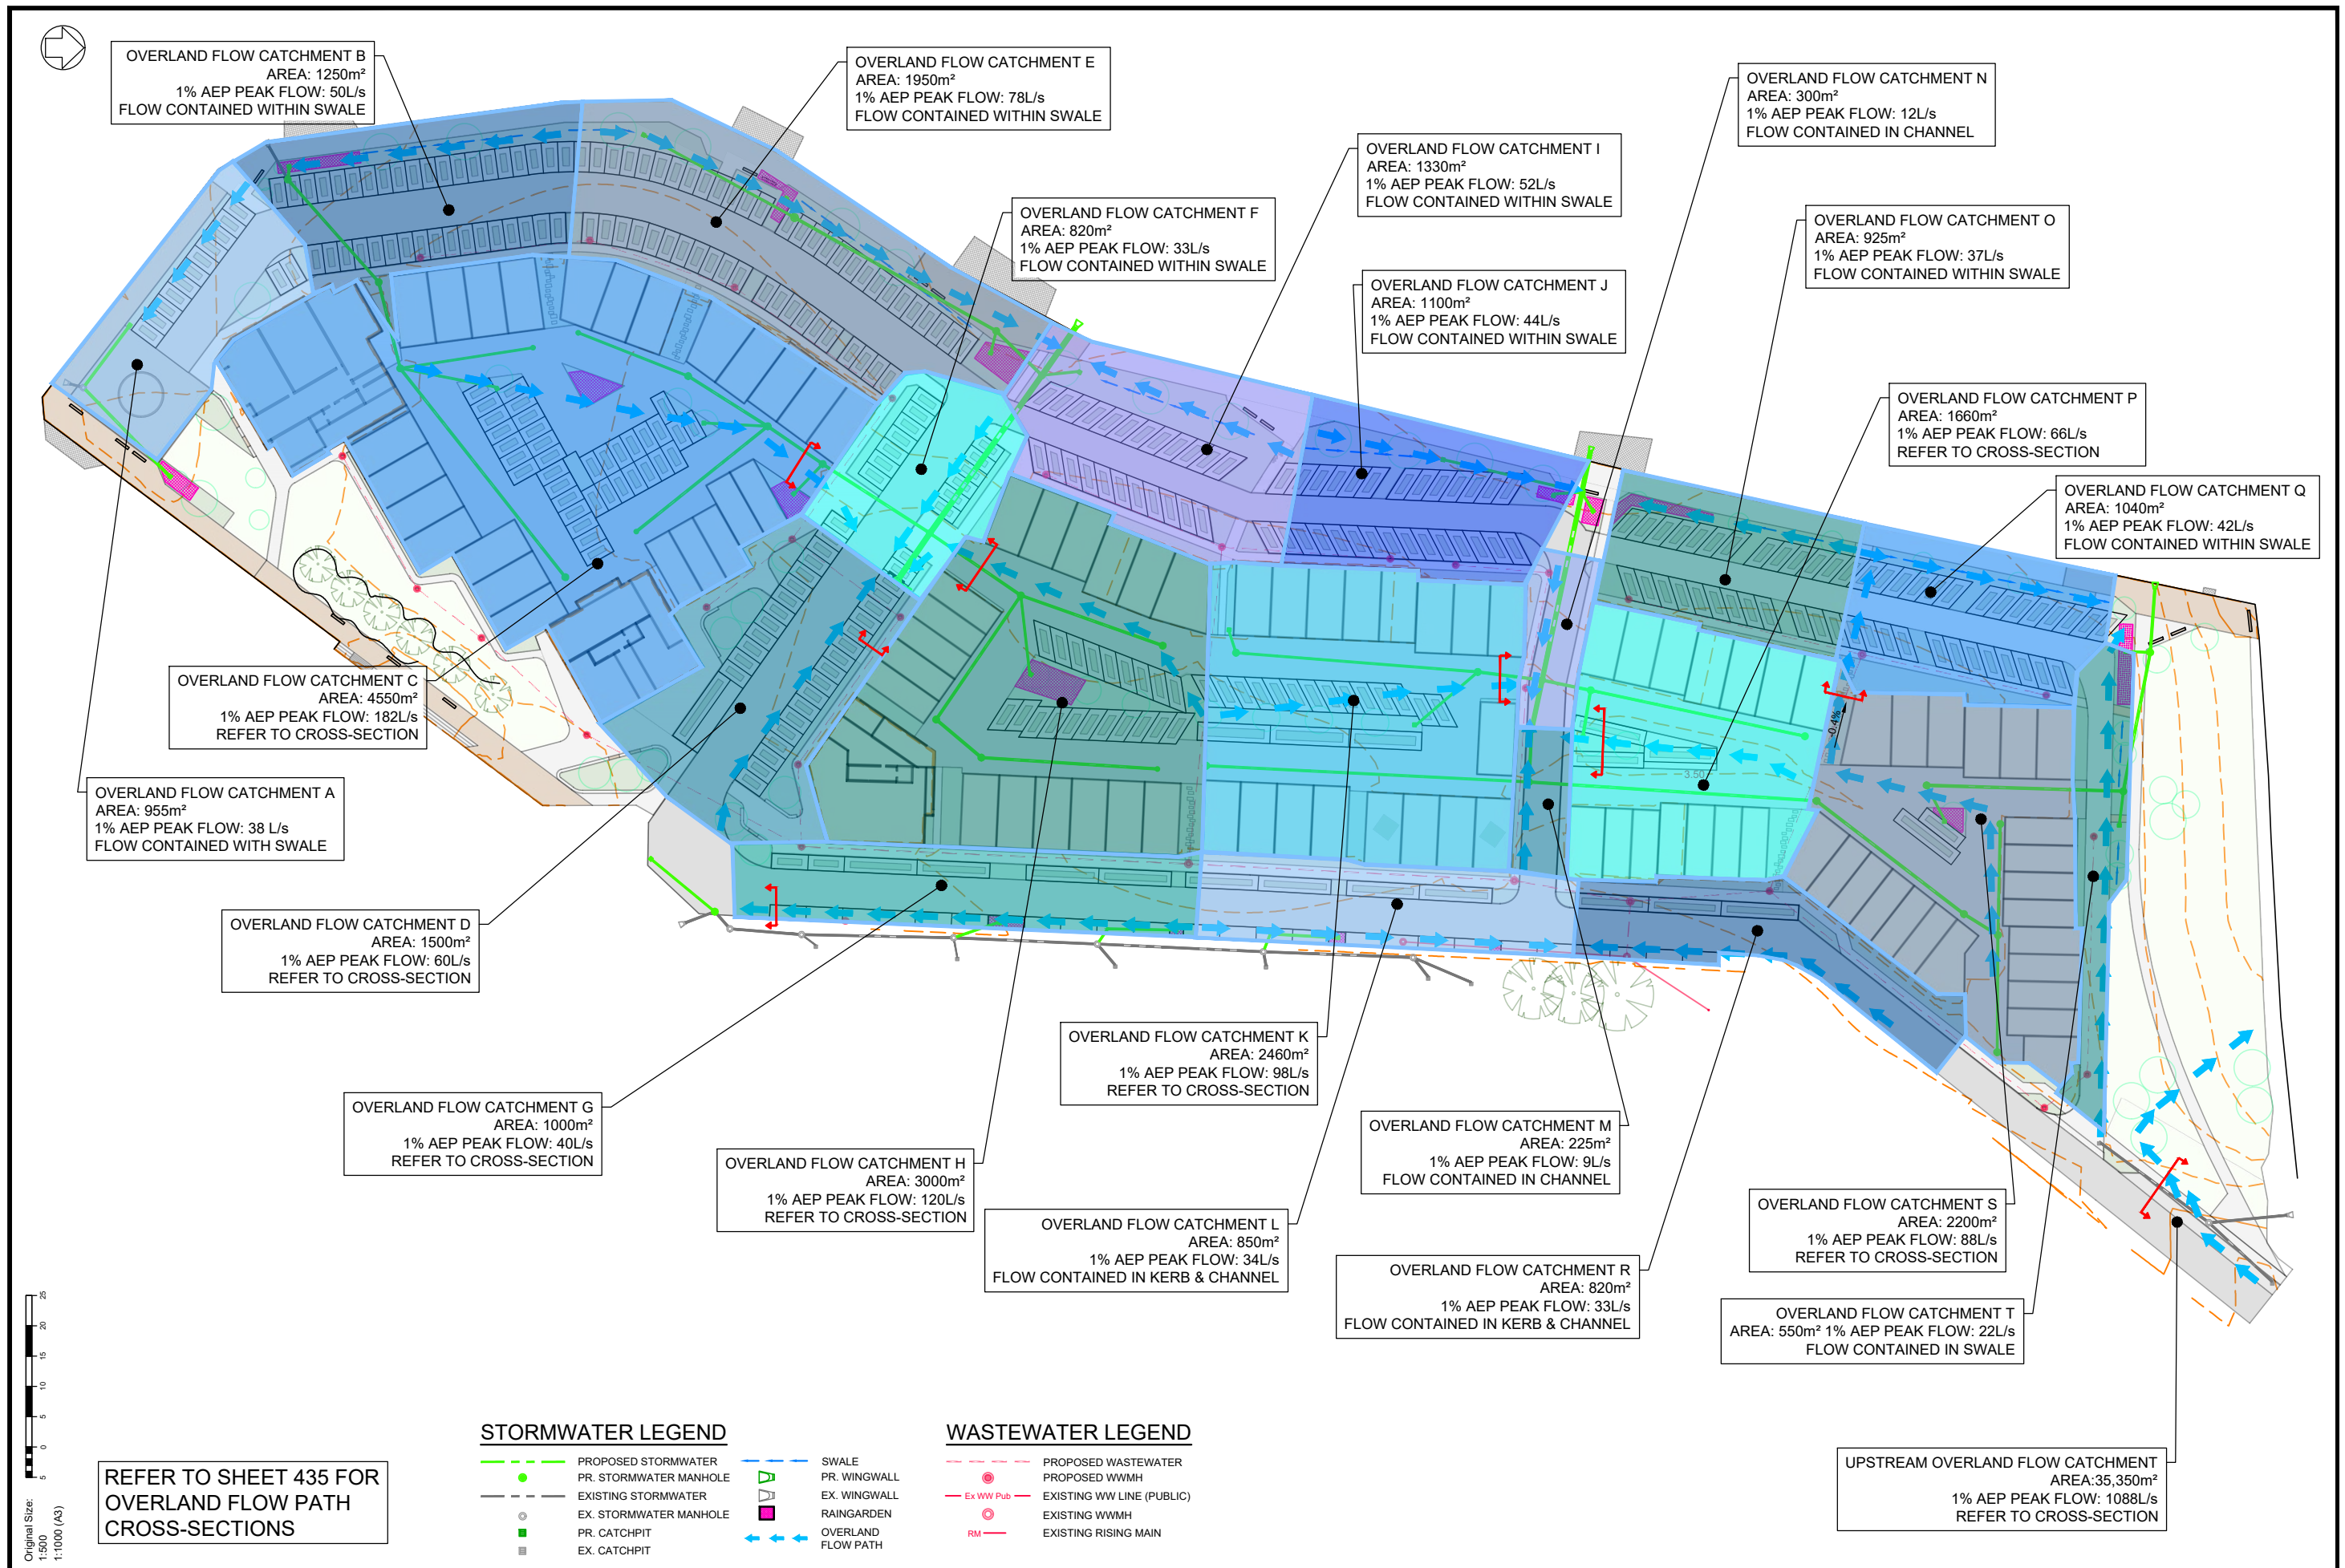 OVERLAND FLOW CATCHMENT B
AREA: 1250m²
1% AEP PEAK FLOW: 50L/s
FLOW CONTAINED WITHIN SWALE
OVERLAND FLOW CATCHMENT E
AREA: 1950m²
1% AEP PEAK FLOW: 78L/s
FLOW CONTAINED WITHIN SWALE
OVERLAND FLOW CATCHMENT N
AREA: 300m²
1% AEP PEAK FLOW: 12L/s
FLOW CONTAINED IN CHANNEL
OVERLAND FLOW CATCHMENT I
AREA: 1330m²
1% AEP PEAK FLOW: 52L/s
FLOW CONTAINED WITHIN SWALE
OVERLAND FLOW CATCHMENT F
AREA: 820m²
1% AEP PEAK FLOW: 33L/s
FLOW CONTAINED WITHIN SWALE
OVERLAND FLOW CATCHMENT O
AREA: 925m²
1% AEP PEAK FLOW: 37L/s
FLOW CONTAINED WITHIN SWALE
OVERLAND FLOW CATCHMENT J
AREA: 1100m²
1% AEP PEAK FLOW: 44L/s
FLOW CONTAINED WITHIN SWALE
OVERLAND FLOW CATCHMENT P
AREA: 1660m²
1% AEP PEAK FLOW: 66L/s
REFER TO CROSS-SECTION
OVERLAND FLOW CATCHMENT Q
AREA: 1040m²
1% AEP PEAK FLOW: 42L/s
FLOW CONTAINED WITHIN SWALE
OVERLAND FLOW CATCHMENT C
AREA: 4550m²
1% AEP PEAK FLOW: 182L/s
REFER TO CROSS-SECTION
-0.4%
3.50
OVERLAND FLOW CATCHMENT A
AREA: 955m²
1% AEP PEAK FLOW: 38 L/s
FLOW CONTAINED WITH SWALE
OVERLAND FLOW CATCHMENT D
AREA: 1500m²
1% AEP PEAK FLOW: 60L/s
REFER TO CROSS-SECTION
OVERLAND FLOW CATCHMENT K
AREA: 2460m²
1% AEP PEAK FLOW: 98L/s
REFER TO CROSS-SECTION
OVERLAND FLOW CATCHMENT G
AREA: 1000m²
1% AEP PEAK FLOW: 40L/s
REFER TO CROSS-SECTION
OVERLAND FLOW CATCHMENT M
AREA: 225m²
1% AEP PEAK FLOW: 9L/s
FLOW CONTAINED IN CHANNEL
OVERLAND FLOW CATCHMENT H
AREA: 3000m²
1% AEP PEAK FLOW: 120L/s
REFER TO CROSS-SECTION
OVERLAND FLOW CATCHMENT S
AREA: 2200m²
1% AEP PEAK FLOW: 88L/s
REFER TO CROSS-SECTION
OVERLAND FLOW CATCHMENT L
AREA: 850m²
1% AEP PEAK FLOW: 34L/s
FLOW CONTAINED IN KERB & CHANNEL
OVERLAND FLOW CATCHMENT R
AREA: 820m²
1% AEP PEAK FLOW: 33L/s
FLOW CONTAINED IN KERB & CHANNEL
OVERLAND FLOW CATCHMENT T
AREA: 550m² 1% AEP PEAK FLOW: 22L/s
FLOW CONTAINED IN SWALE
UPSTREAM OVERLAND FLOW CATCHMENT
AREA:35,350m²
1% AEP PEAK FLOW: 1088L/s
REFER TO CROSS-SECTION
25
20
15
10
5
0
5
Original Size:
1:500
1:1000 (A3)
REFER TO SHEET 435 FOR
OVERLAND FLOW PATH
CROSS-SECTIONS
STORMWATER LEGEND
PROPOSED STORMWATER
PR. STORMWATER MANHOLE
EXISTING STORMWATER
EX. STORMWATER MANHOLE
PR. CATCHPIT
EX. CATCHPIT
SWALE
PR. WINGWALL
EX. WINGWALL
RAINGARDEN
OVERLAND
FLOW PATH
WASTEWATER LEGEND
PROPOSED WASTEWATER
PROPOSED WWMH
Ex WW Pub EXISTING WW LINE (PUBLIC)
EXISTING WWMH
RM EXISTING RISING MAIN